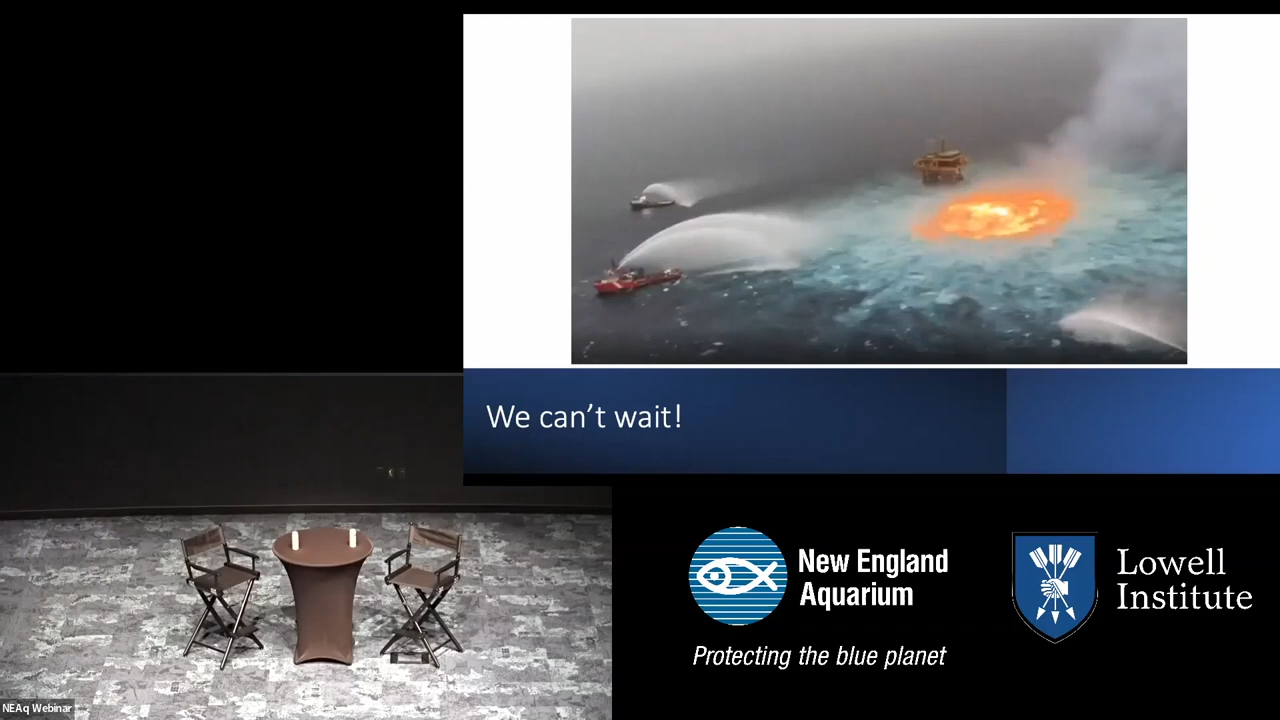 We can't wait!
New England
Aquarium
Protecting the blue planet
Lowell
Institute
NEAq Webinar